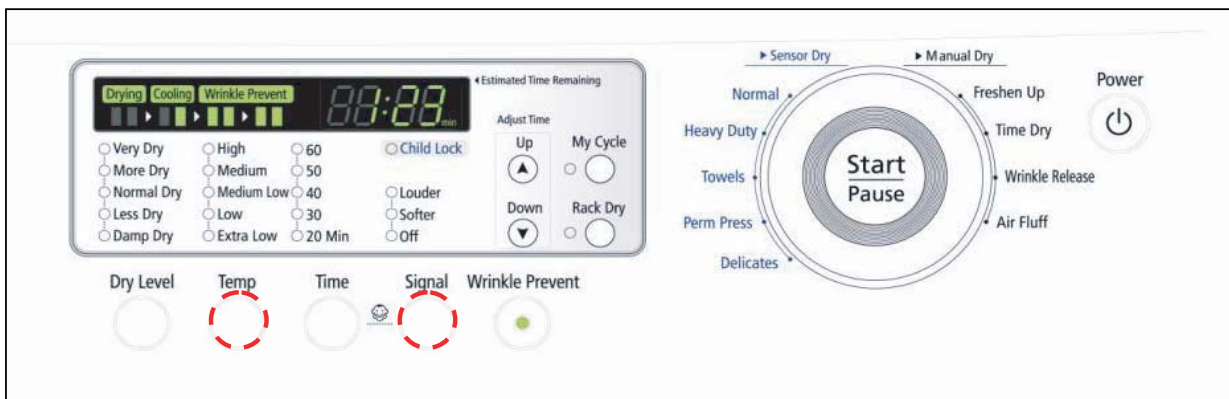 ▶ Sensor Dry
▶ Manual Dry
Drying Cooling Wrinkle Prevent
1:23 min
◂ Estimated Time Remaining
Very Dry
More Dry
Normal Dry
Less Dry
Damp Dry
High
Medium
Medium Low
Low
Extra Low
60
50
40
30
20 Min
Child Lock
Louder
Softer
Off
Adjust Time
Up
Down
My Cycle
Rack Dry
Dry Level
Temp
Time
Signal
Wrinkle Prevent
Normal
Heavy Duty
Towels
Perm Press
Delicates
Start
Pause
Freshen Up
Time Dry
Wrinkle Release
Air Fluff
Power